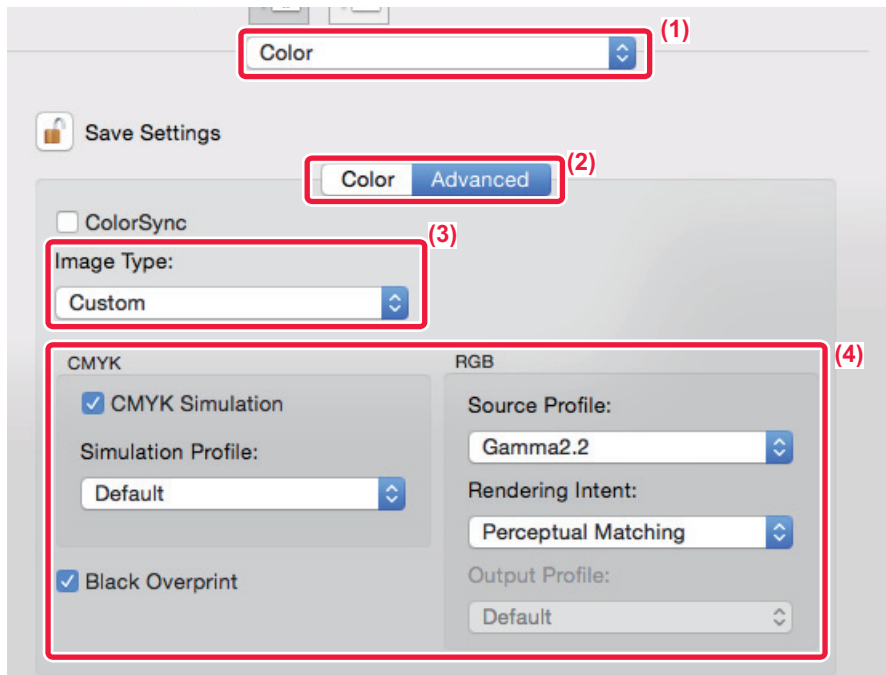 (1)
Color
Save Settings
(2)
Color Advanced
ColorSync
(3)
Image Type:
Custom
(4)
CMYK
CMYK Simulation
Simulation Profile:
Default
Black Overprint
RGB
Source Profile:
Gamma2.2
Rendering Intent:
Perceptual Matching
Output Profile:
Default